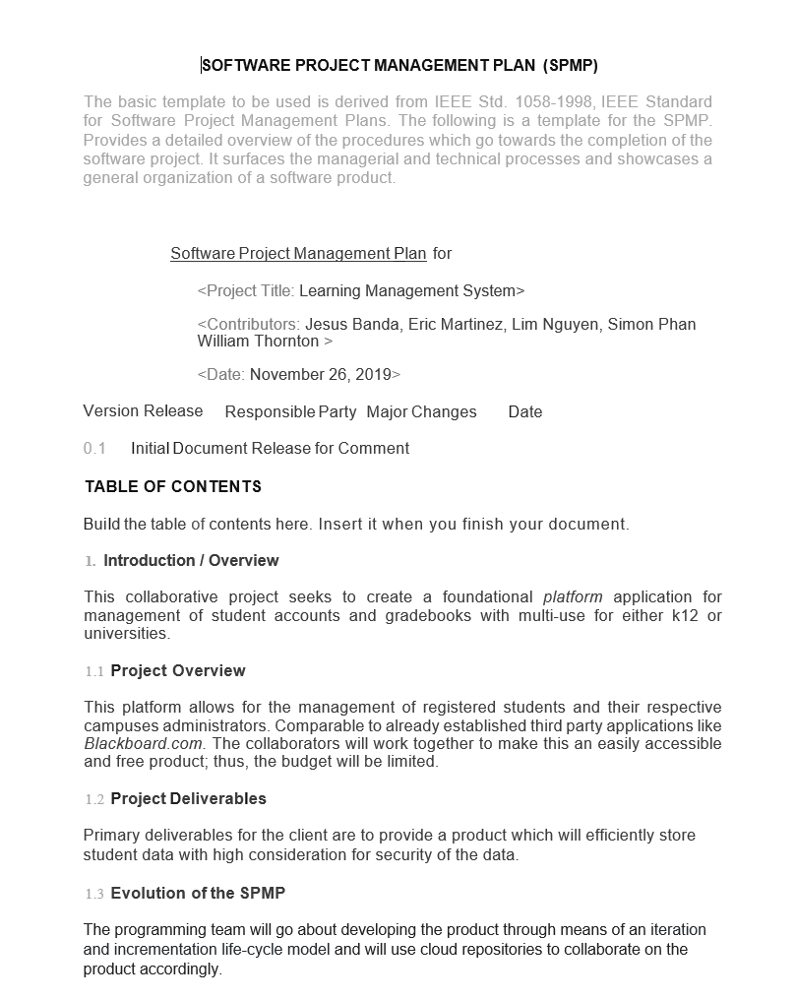 SOFTWARE PROJECT MANAGEMENT PLAN (SPMP)
The basic template to be used is derived from IEEE Std. 1058-1998, IEEE Standard
for Software Project Management Plans. The following is a template for the SPMP.
Provides a detailed overview of the procedures which go towards the completion of the
software project. It surfaces the managerial and technical processes and showcases a
general organization of a software product.
Software Project Management Plan for
<Project Title: Learning Management System>
<Contributors: Jesus Banda, Eric Martinez, Lim Nguyen, Simon Phan
William Thornton >
<Date: November 26, 2019>
Version Release Responsible Party Major Changes Date
0.1 Initial Document Release for Comment
TABLE OF CONTENTS
Build the table of contents here. Insert it when you finish your document.
1. Introduction / Overview
This collaborative project seeks to create a foundational platform application for
management of student accounts and gradebooks with multi-use for either k12 or
universities.
1.1 Project Overview
This platform allows for the management of registered students and their respective
campuses administrators. Comparable to already established third party applications like
Blackboard.com. The collaborators will work together to make this an easily accessible
and free product; thus, the budget will be limited.
1.2 Project Deliverables
Primary deliverables for the client are to provide a product which will efficiently store
student data with high consideration for security of the data.
1.3 Evolution of the SPMP
The programming team will go about developing the product through means of an iteration
and incrementation life-cycle model and will use cloud repositories to collaborate on the
product accordingly.